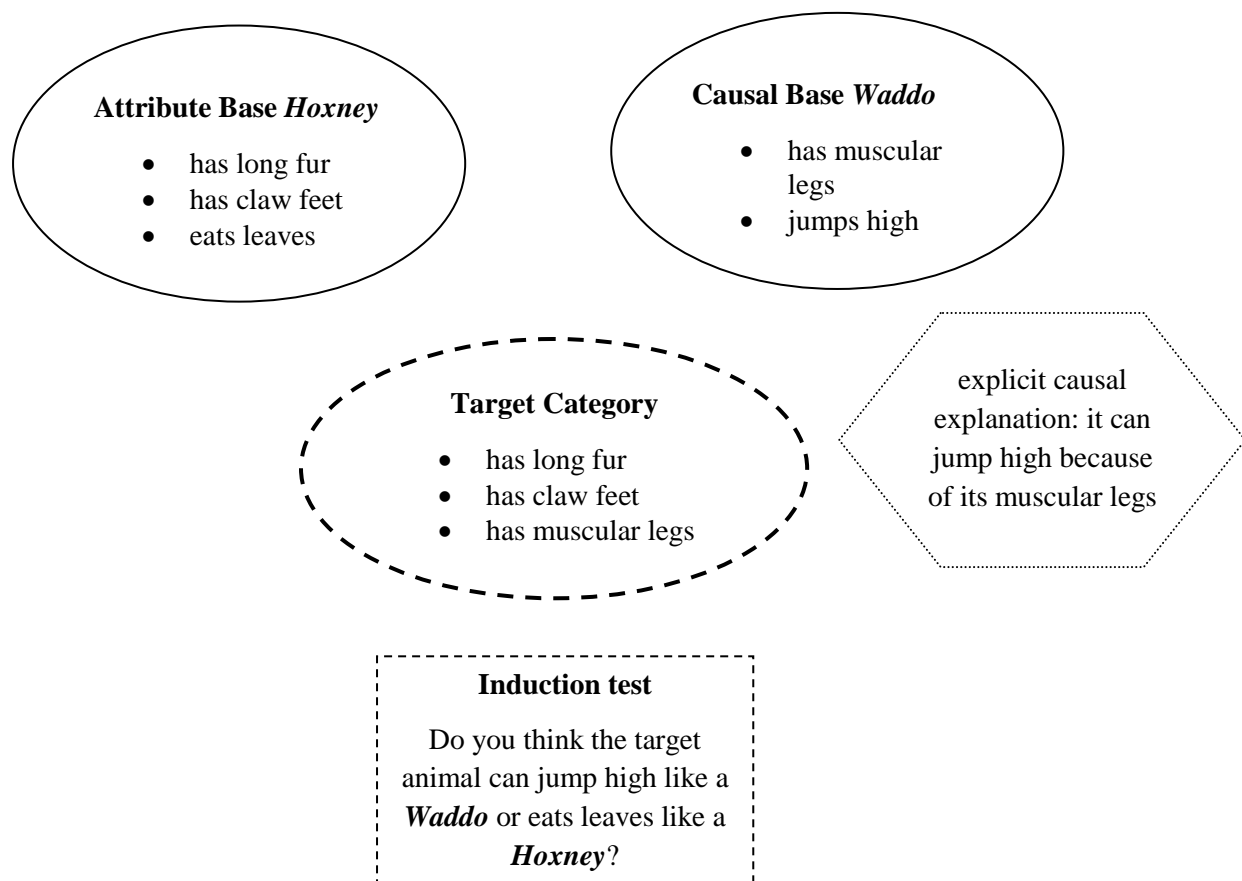 Attribute Base Hoxney
• has long fur
• has claw feet
• eats leaves
Causal Base Waddo
• has muscular
legs
• jumps high
explicit causal
explanation: it can
jump high because
of its muscular legs
Target Category
• has long fur
• has claw feet
• has muscular legs
Induction test
Do you think the target
animal can jump high like a
Waddo or eats leaves like a
Hoxney?